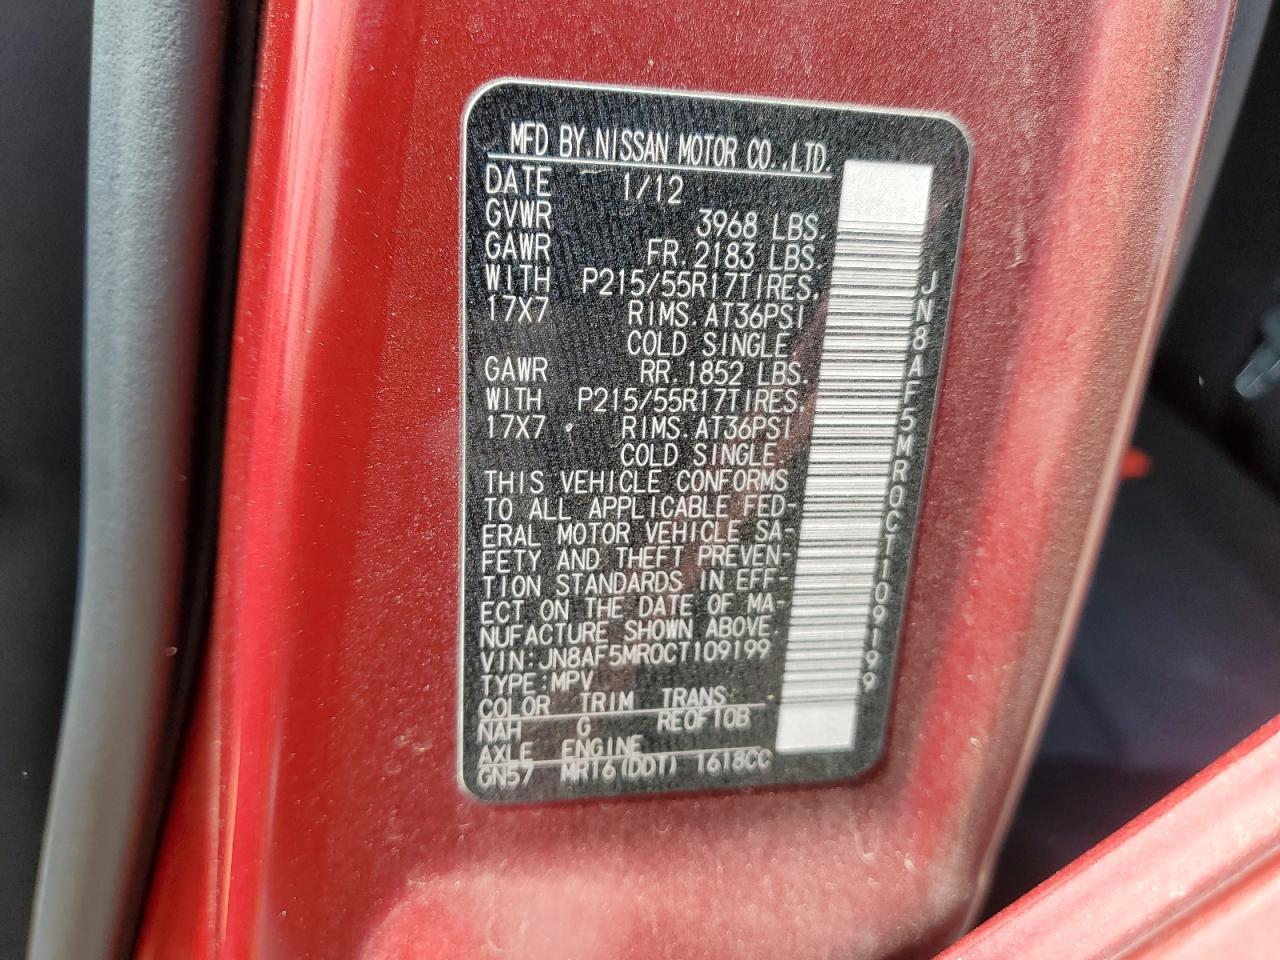 MFD BY.NISSAN MOTOR CO.,LTD.
DATE 1/12
GVWR 3968 LBS.
GAWR FR.2183 LBS.
WITH P215/55R17TIRES,
17X7 RIMS.AT36PSI
COLD SINGLE
GAWR RR.1852 LBS.
WITH P215/55R17TIRES,
17X7 RIMS.AT36PSI
COLD SINGLE.
THIS VEHICLE CONFORMS
TO ALL APPLICABLE FED-
ERAL MOTOR VEHICLE SA-
FETY AND THEFT PREVEN-
TION STANDARDS IN EFF-
ECT ON THE DATE OF MA-
NUFACTURE SHOWN ABOVE.
VIN:JN8AF5MR0CT109199
TYPE:MPV
COLOR TRIM TRANS
NAH G RE0F10B
AXLE ENGINE
GN57 MR16(DDT) 1618CC
JN8AF5MR0CT109199